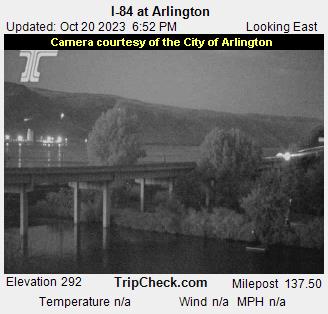 I-84 at Arlington
Updated: Oct 20 2023 6:52 PM Looking East
Camera courtesy of the City of Arlington
Elevation 292 TripCheck.com Milepost 137.50
Temperature n/a Wind n/a MPH n/a